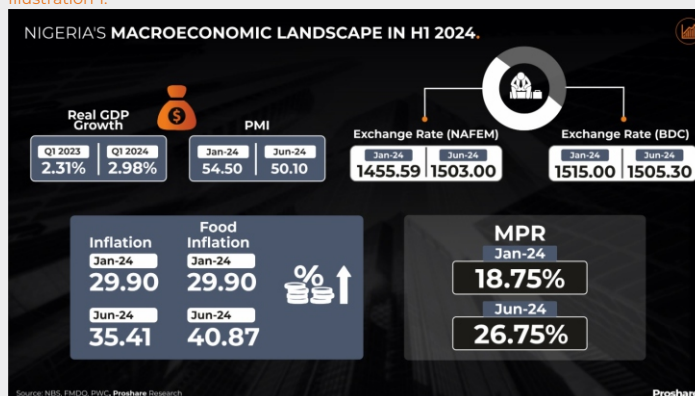 Illustration 1:
NIGERIA'S MACROECONOMIC LANDSCAPE IN H1 2024.
Real GDP
Growth
Q1 2023
Q1 2024
2.31%
2.98%
PMI
Jan-24
Jun-24
54.50
50.10
Exchange Rate (NAFEM)
Jan-24
Jun-24
1455.59
1503.00
Exchange Rate (BDC)
Jan-24
Jun-24
1515.00
1505.30
Inflation
Jan-24
29.90
Jun-24
35.41
Food
Inflation
Jan-24
29.90
Jun-24
40.87
%
MPR
Jan-24
18.75%
Jun-24
26.75%
Source: NBS, FMDQ, PWC, Proshare Research
Proshare